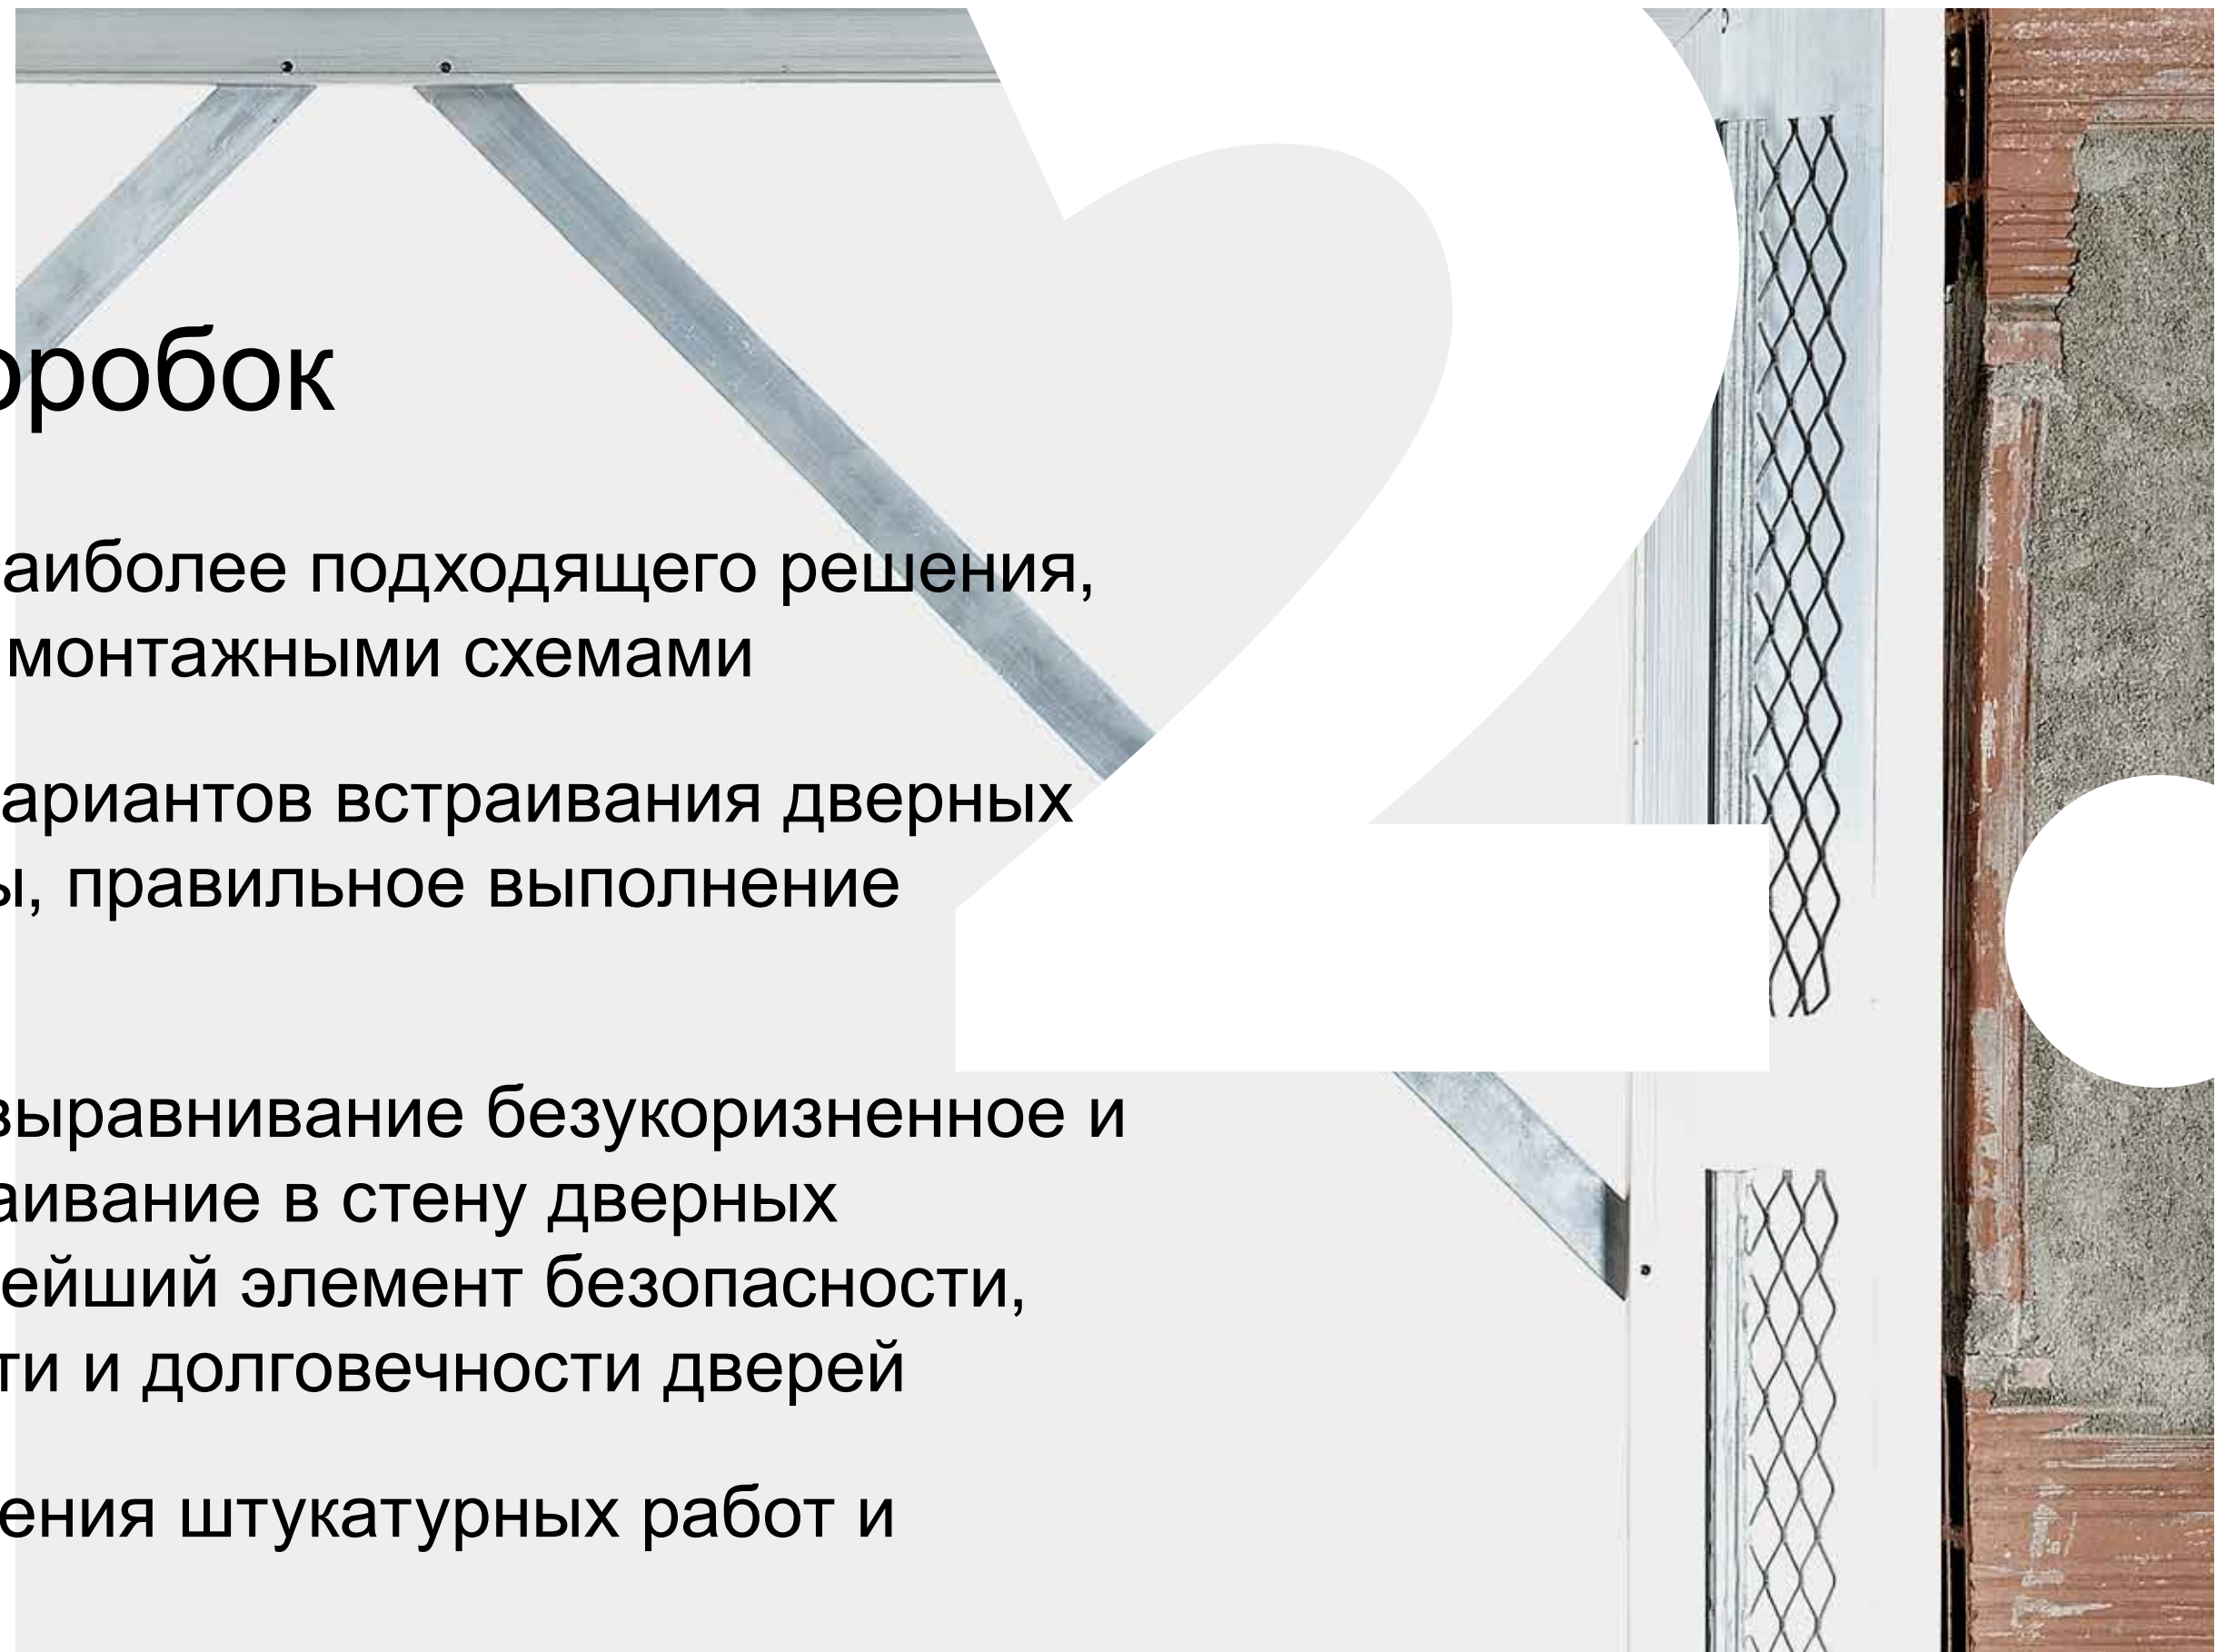 оробок
2.
аиболее подходящего решения,
монтажными схемами
ариантов встраивания дверных
ы, правильное выполнение
выравнивание безукоризненное и
аивание в стену дверных
ейший элемент безопасности,
ти и долговечности дверей
ения штукатурных работ и